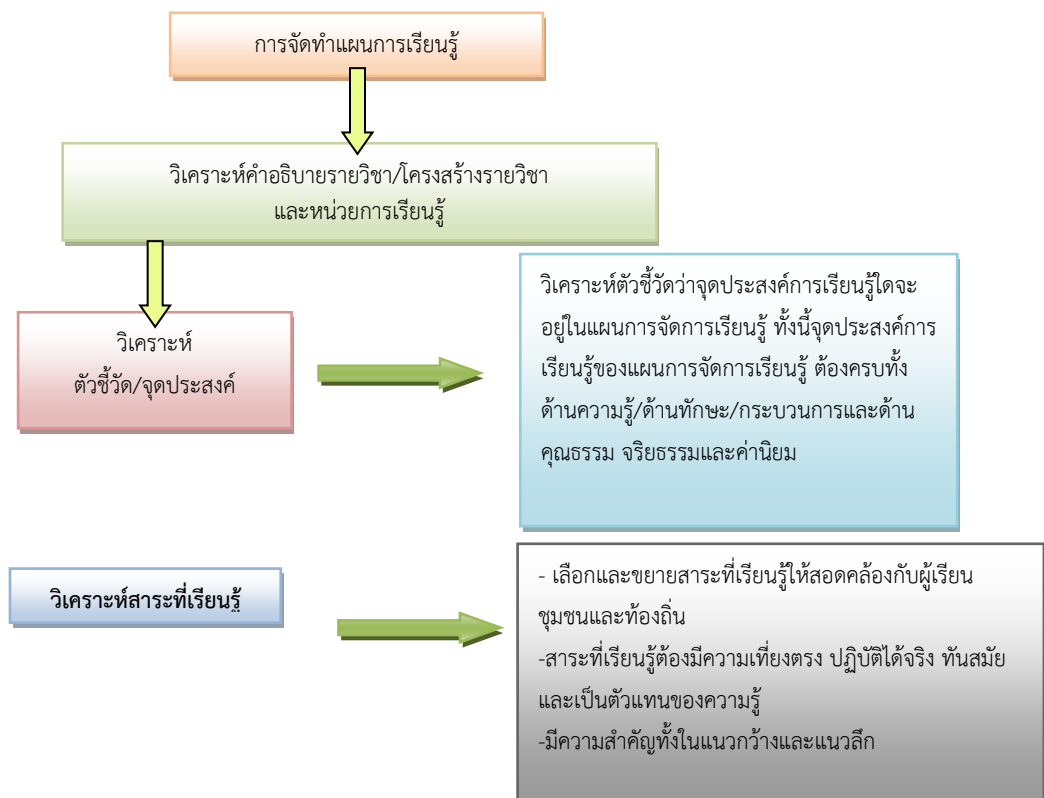 การจัดทำแผนการเรียนรู้
วิเคราะห์คำอธิบายรายวิชา/โครงสร้างรายวิชา
และหน่วยการเรียนรู้
วิเคราะห์
ตัวชี้วัด/จุดประสงค์
วิเคราะห์ตัวชี้วัดว่าจุดประสงค์การเรียนรู้ใดจะ
อยู่ในแผนการจัดการเรียนรู้ ทั้งนี้จุดประสงค์การ
เรียนรู้ของแผนการจัดการเรียนรู้ ต้องครบทั้ง
ด้านความรู้/ด้านทักษะ/กระบวนการและด้าน
คุณธรรม จริยธรรมและค่านิยม
วิเคราะห์สาระที่เรียนรู้
- เลือกและขยายสาระที่เรียนรู้ให้สอดคล้องกับผู้เรียน
ชุมชนและท้องถิ่น
-สาระที่เรียนรู้ต้องมีความเที่ยงตรง ปฏิบัติได้จริง ทันสมัย
และเป็นตัวแทนของความรู้
-มีความสำคัญทั้งในแนวกว้างและแนวลึก